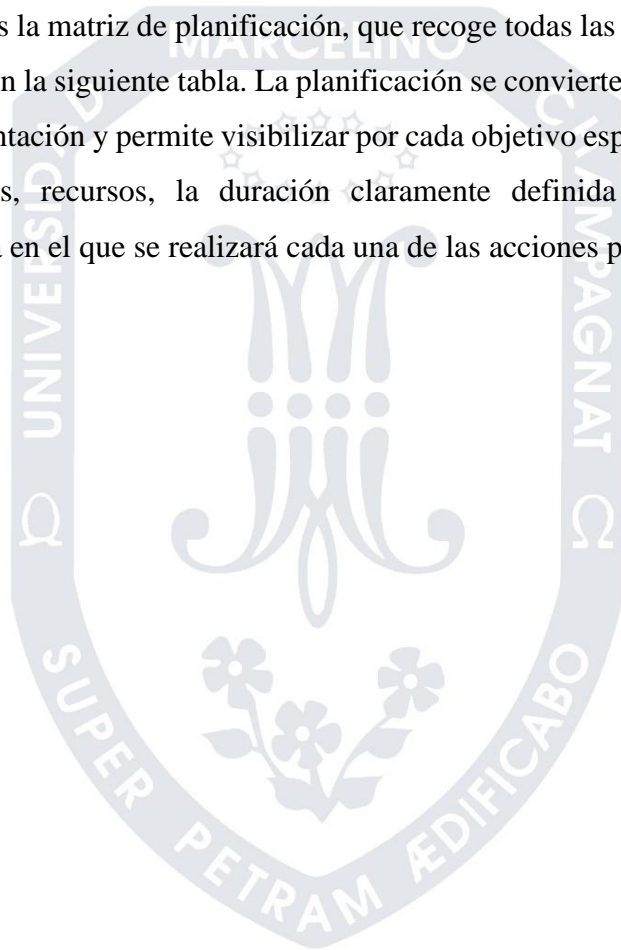 s la matriz de planificación, que recoge todas las
n la siguiente tabla. La planificación se convierte
ntación y permite visibilizar por cada objetivo esp
s, recursos, la duración claramente definida
a en el que se realizará cada una de las acciones p
UNIVERSIDAD
MARCELINO
CHAMPAGNAT
Ω
Ω
SUPER PETRAM ÆDIFICABO